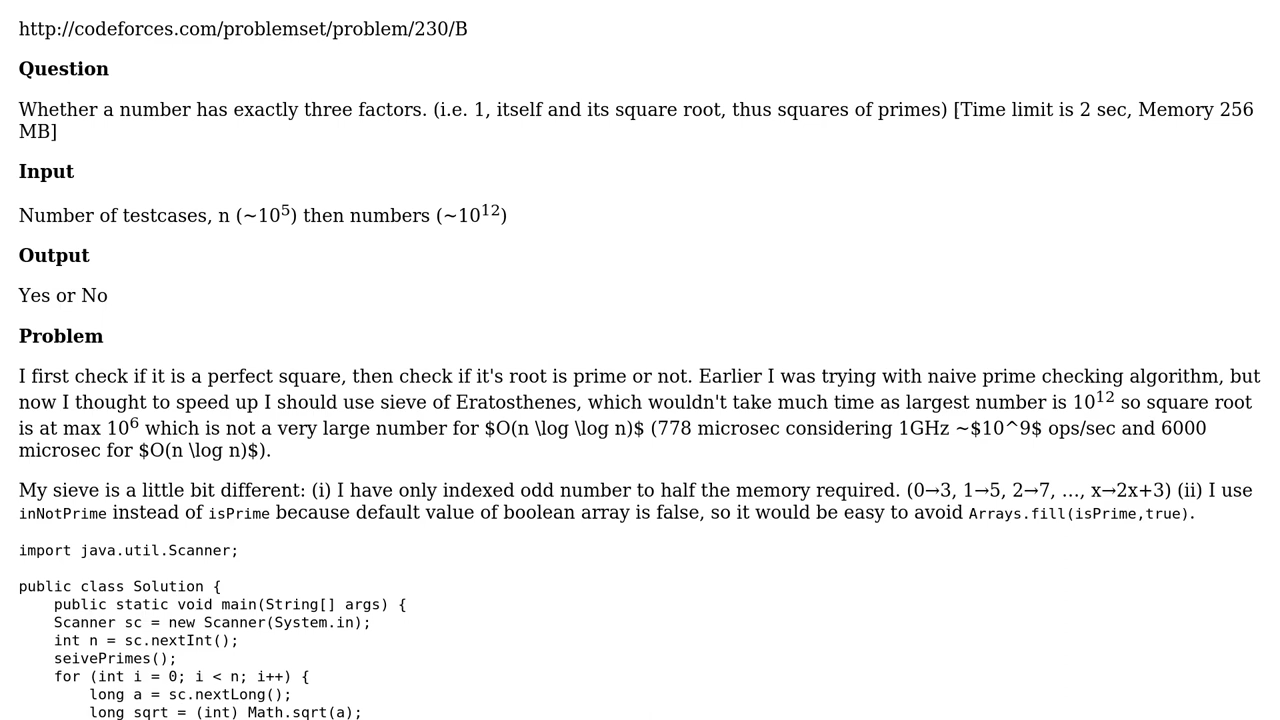 http://codeforces.com/problemset/problem/230/B
Question
Whether a number has exactly three factors. (i.e. 1, itself and its square root, thus squares of primes) [Time limit is 2 sec, Memory 256
MB]
Input
Number of testcases, n (~10^5) then numbers (~10^12)
Output
Yes or No
Problem
I first check if it is a perfect square, then check if it's root is prime or not. Earlier I was trying with naive prime checking algorithm, but
now I thought to speed up I should use sieve of Eratosthenes, which wouldn't take much time as largest number is 10^12 so square root
is at max 10^6 which is not a very large number for $O(n \log \log n)$ (778 microsec considering 1GHz ~$10^9$ ops/sec and 6000
microsec for $O(n \log n)$).
My sieve is a little bit different: (i) I have only indexed odd number to half the memory required. (0→3, 1→5, 2→7, ..., x→2x+3) (ii) I use
inNotPrime instead of isPrime because default value of boolean array is false, so it would be easy to avoid Arrays.fill(isPrime,true).
import java.util.Scanner;
public class Solution {
    public static void main(String[] args) {
    Scanner sc = new Scanner(System.in);
    int n = sc.nextInt();
    seivePrimes();
    for (int i = 0; i < n; i++) {
        long a = sc.nextLong();
        long sqrt = (int) Math.sqrt(a);